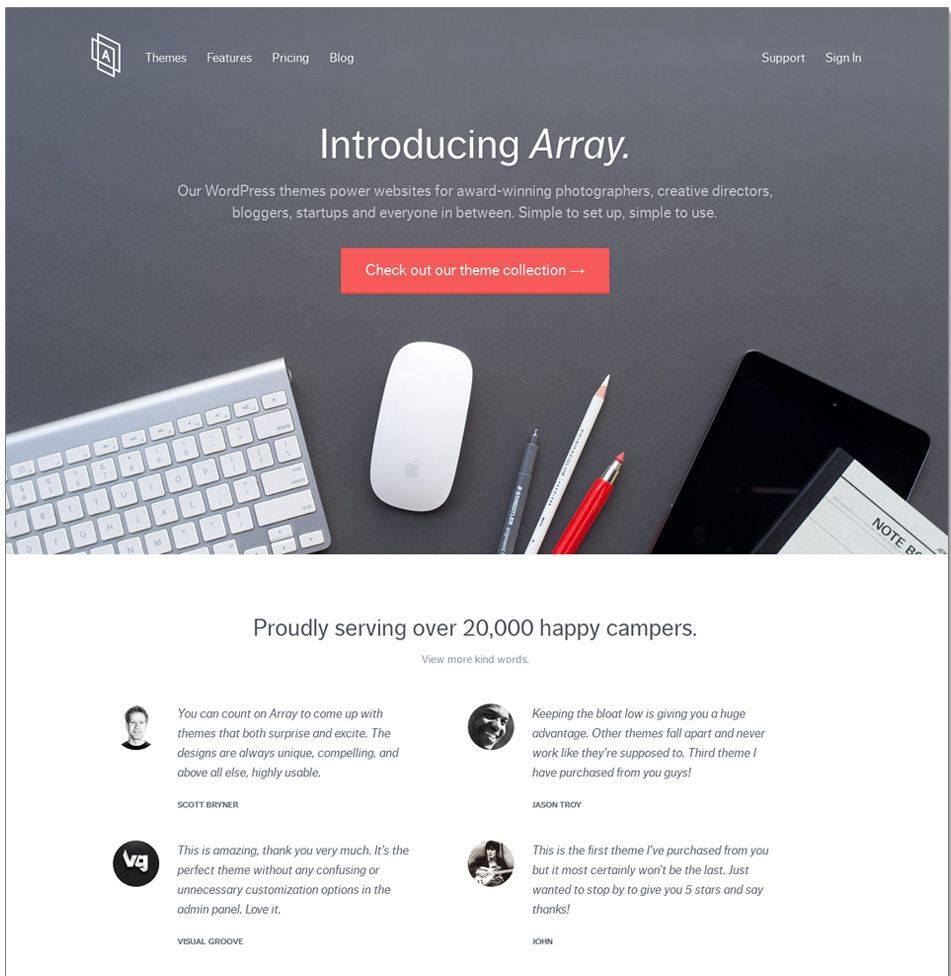 A
Themes Features Pricing Blog Support Sign In
Introducing Array.
Our WordPress themes power websites for award-winning photographers, creative directors,
bloggers, startups and everyone in between. Simple to set up, simple to use.
Check out our theme collection →
STAEDTLER
PRISMACOLOR
NOTE BO
Proudly serving over 20,000 happy campers.
View more kind words.
You can count on Array to come up with
themes that both surprise and excite. The
designs are always unique, compelling, and
above all else, highly usable.
SCOTT BRYNER
Keeping the bloat low is giving you a huge
advantage. Other themes fall apart and never
work like they're supposed to. Third theme I
have purchased from you guys!
JASON TROY
vg
This is amazing, thank you very much. It's the
perfect theme without any confusing or
unnecessary customization options in the
admin panel. Love it.
VISUAL GROOVE
This is the first theme I've purchased from you
but it most certainly won't be the last. Just
wanted to stop by to give you 5 stars and say
thanks!
JOHN